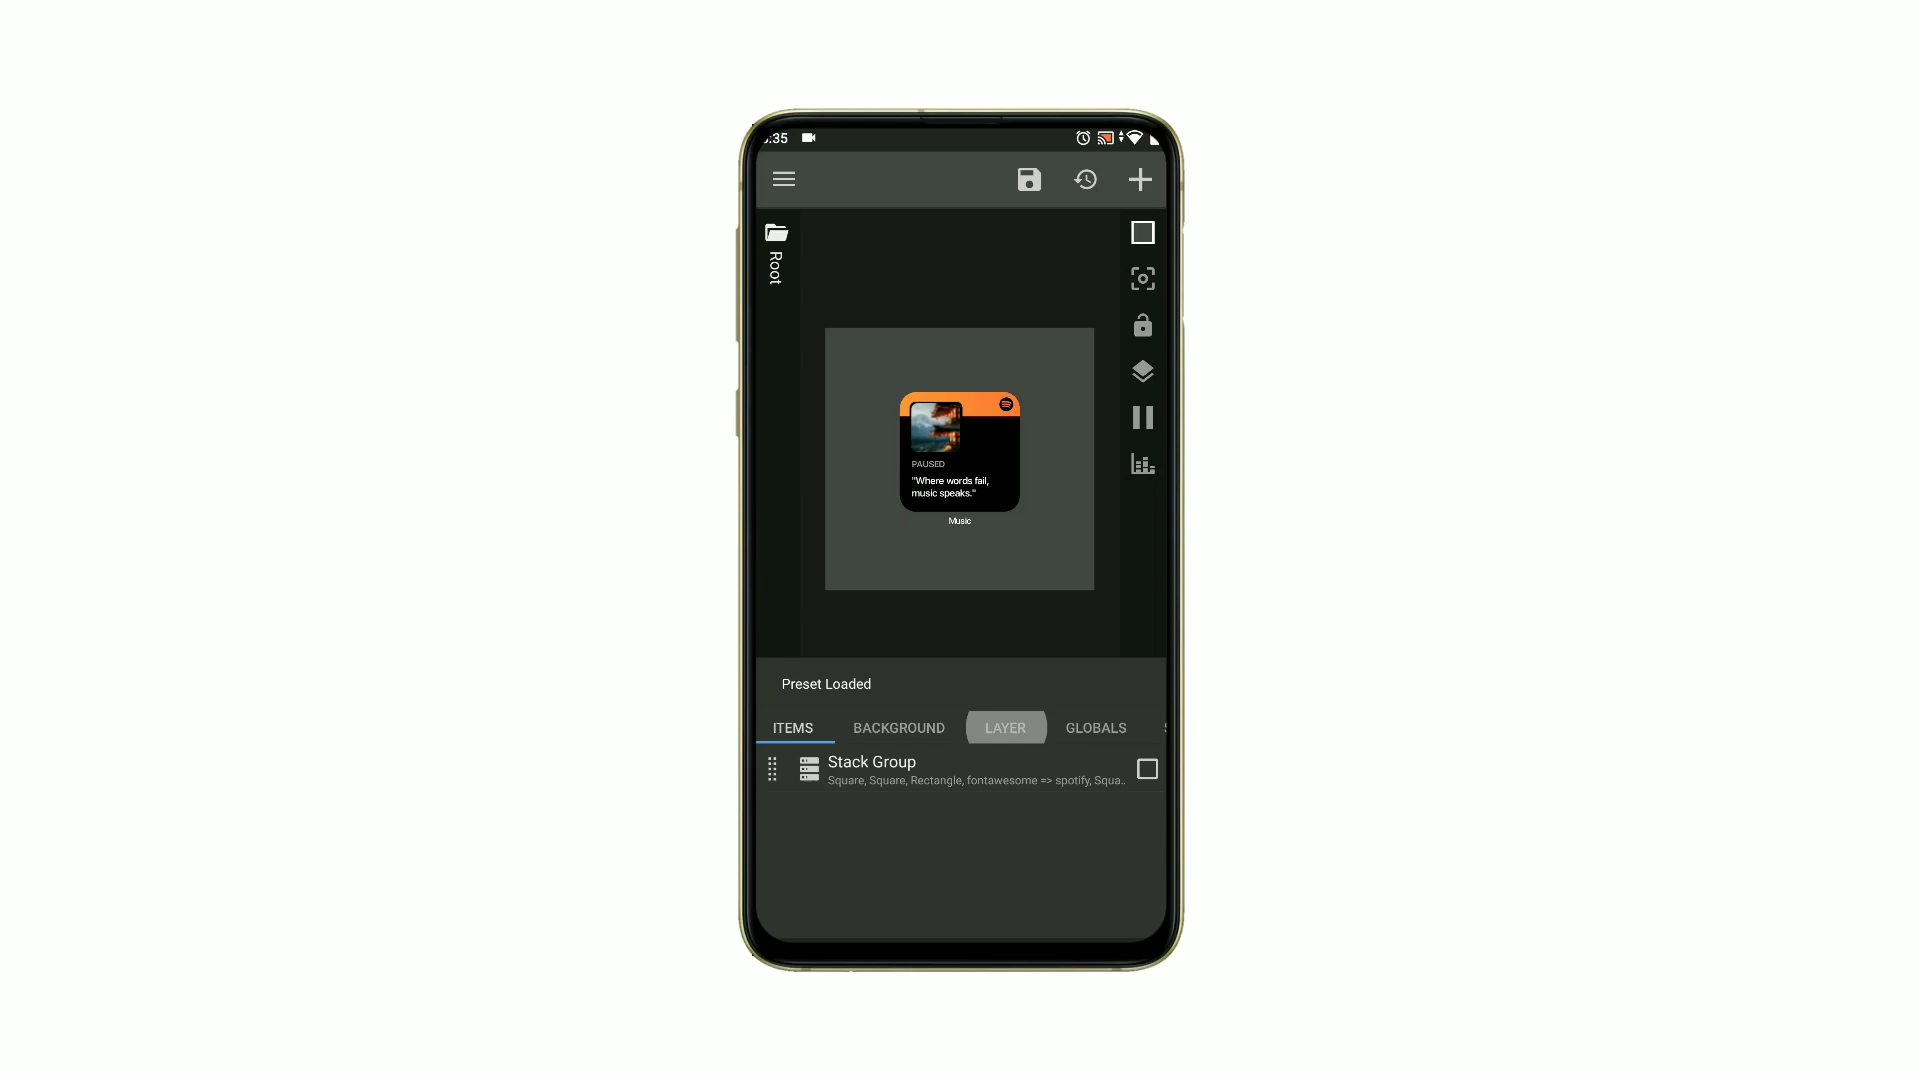 :35
Root
PAUSED
"Where words fail,
music speaks."
Music
Preset Loaded
ITEMS BACKGROUND LAYER GLOBALS
Stack Group
Square, Square, Rectangle, fontawesome => spotify, Squa..